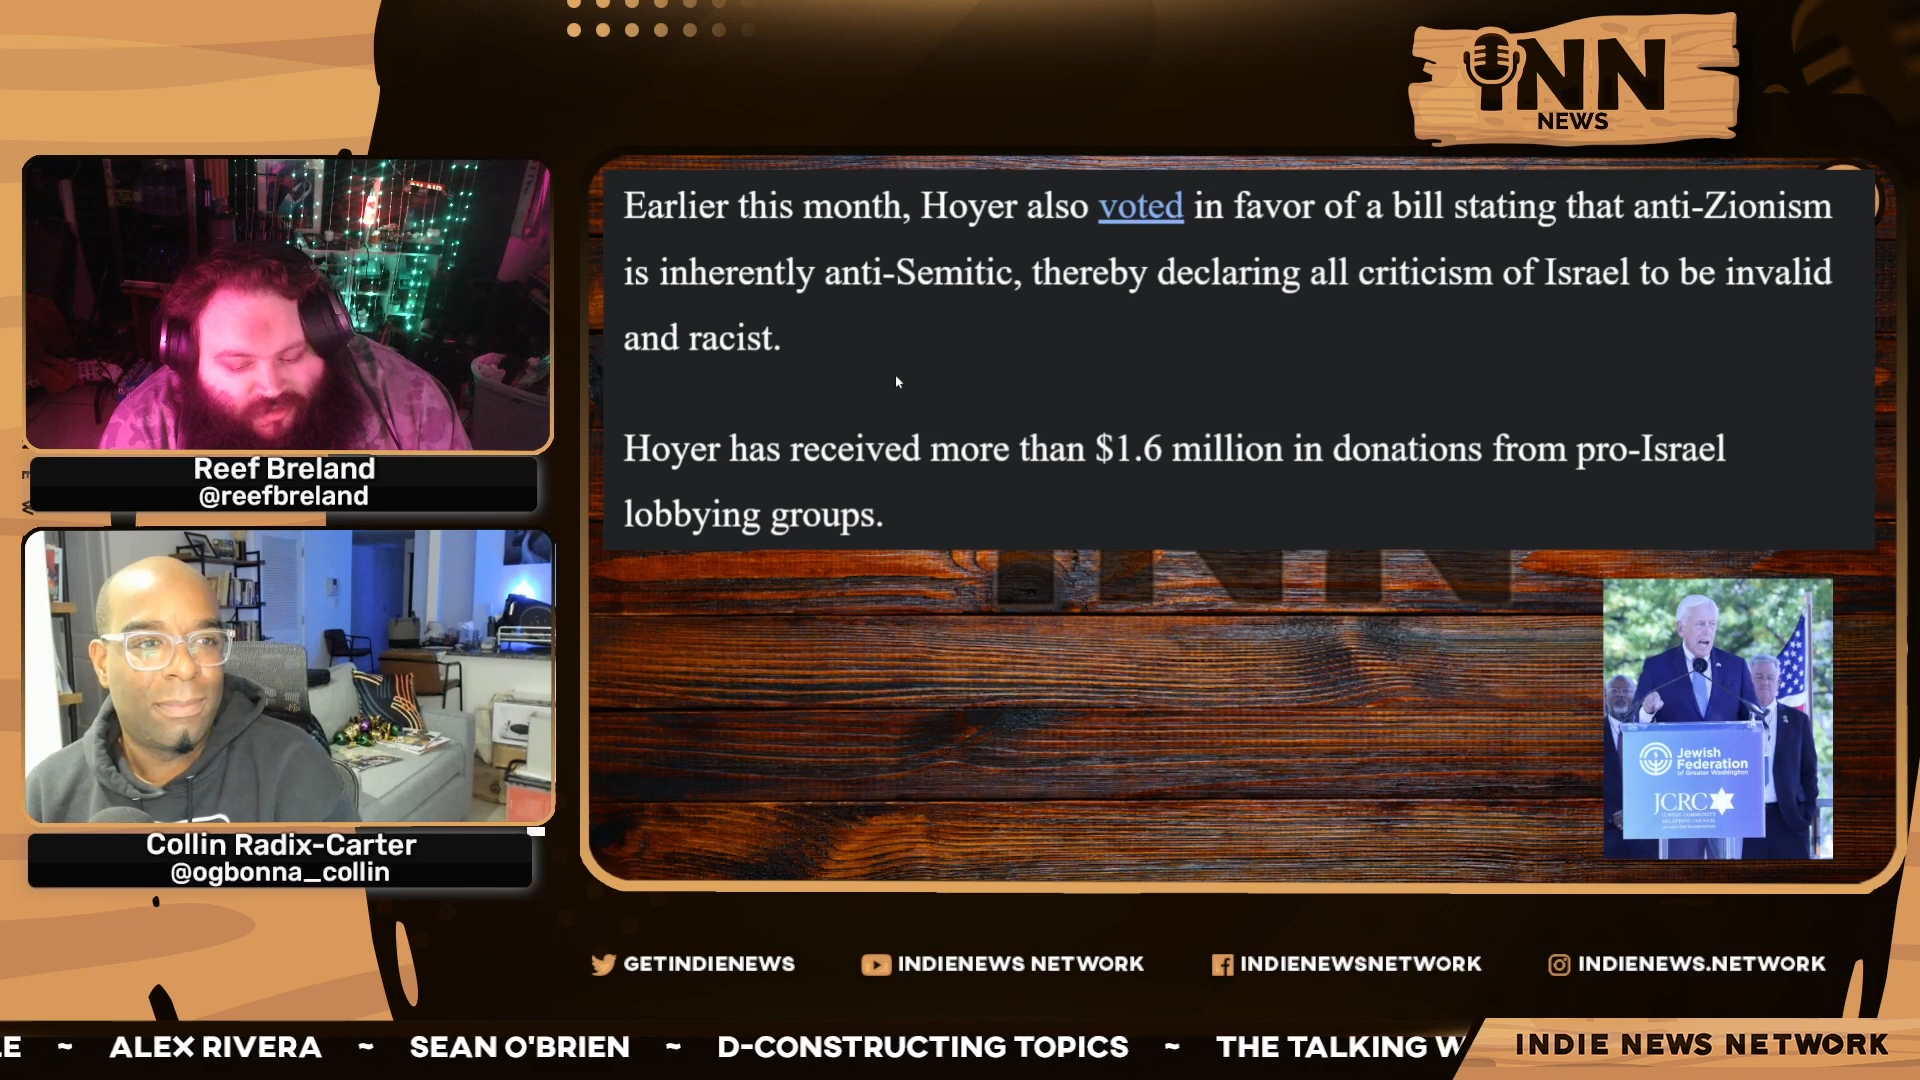 iNN
NEWS
Earlier this month, Hoyer also voted in favor of a bill stating that anti-Zionism
is inherently anti-Semitic, thereby declaring all criticism of Israel to be invalid
and racist.
Hoyer has received more than $1.6 million in donations from pro-Israel
lobbying groups.
Reef Breland
@reefbreland
Collin Radix-Carter
@ogbonna_collin
Jewish
Federation
of Greater Washington
JCRC
GETINDIENEWS
INDIENEWS NETWORK
INDIENEWSNETWORK
INDIENEWS.NETWORK
~ ALEX RIVERA ~ SEAN O'BRIEN ~ D-CONSTRUCTING TOPICS ~ THE TALKING
INDIE NEWS NETWORK